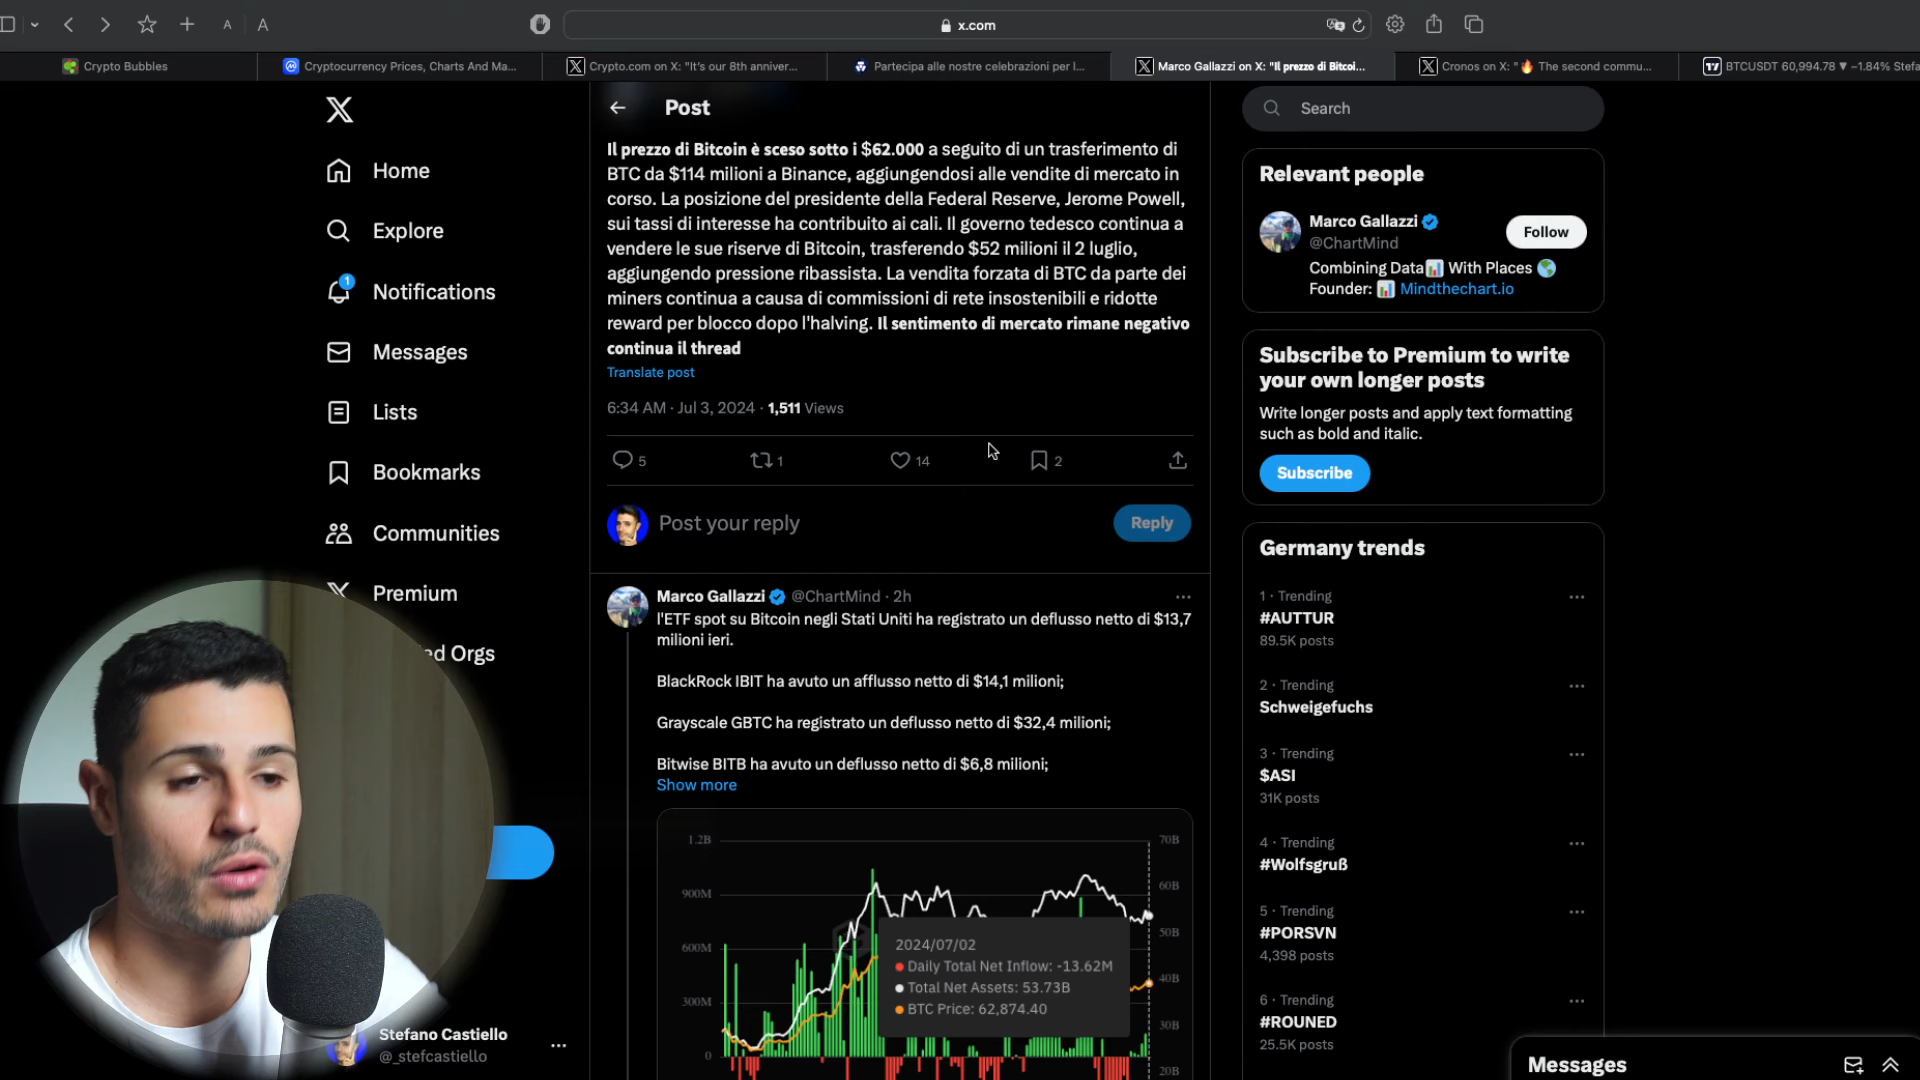 x.com
Crypto Bubbles
Cryptocurrency Prices, Charts And Ma...
Crypto.com on X: "It's our 8th anniver...
Partecipa alle nostre celebrazioni per l...
Marco Gallazzi on X: "Il prezzo di Bitcoi...
Cronos on X: "🔥 The second commu...
BTCUSDT 60,994.78 ▼ −1.84% Stefa
Home
Explore
1
Notifications
Messages
Lists
Bookmarks
Communities
Premium
ed Orgs
Stefano Castiello
@_stefcastiello
Post
Il prezzo di Bitcoin è sceso sotto i $62.000 a seguito di un trasferimento di
BTC da $114 milioni a Binance, aggiungendosi alle vendite di mercato in
corso. La posizione del presidente della Federal Reserve, Jerome Powell,
sui tassi di interesse ha contribuito ai cali. Il governo tedesco continua a
vendere le sue riserve di Bitcoin, trasferendo $52 milioni il 2 luglio,
aggiungendo pressione ribassista. La vendita forzata di BTC da parte dei
miners continua a causa di commissioni di rete insostenibili e ridotte
reward per blocco dopo l'halving. Il sentimento di mercato rimane negativo
continua il thread
Translate post
6:34 AM · Jul 3, 2024 · 1,511 Views
5 1 14 2
Post your reply
Reply
Marco Gallazzi @ChartMind · 2h
l'ETF spot su Bitcoin negli Stati Uniti ha registrato un deflusso netto di $13,7
milioni ieri.
BlackRock IBIT ha avuto un afflusso netto di $14,1 milioni;
Grayscale GBTC ha registrato un deflusso netto di $32,4 milioni;
Bitwise BITB ha avuto un deflusso netto di $6,8 milioni;
Show more
1.2B
900M
600M
300M
0
70B
60B
50B
40B
30B
20B
2024/07/02
Daily Total Net Inflow: -13.62M
Total Net Assets: 53.73B
BTC Price: 62,874.40
Search
Relevant people
Marco Gallazzi
@ChartMind
Follow
Combining Data📊 With Places 🌎
Founder: 📊 Mindthechart.io
Subscribe to Premium to write
your own longer posts
Write longer posts and apply text formatting
such as bold and italic.
Subscribe
Germany trends
1 · Trending
#AUTTUR
89.5K posts
2 · Trending
Schweigefuchs
3 · Trending
$ASI
31K posts
4 · Trending
#Wolfsgruß
5 · Trending
#PORSVN
4,398 posts
6 · Trending
#ROUNED
25.5K posts
Messages